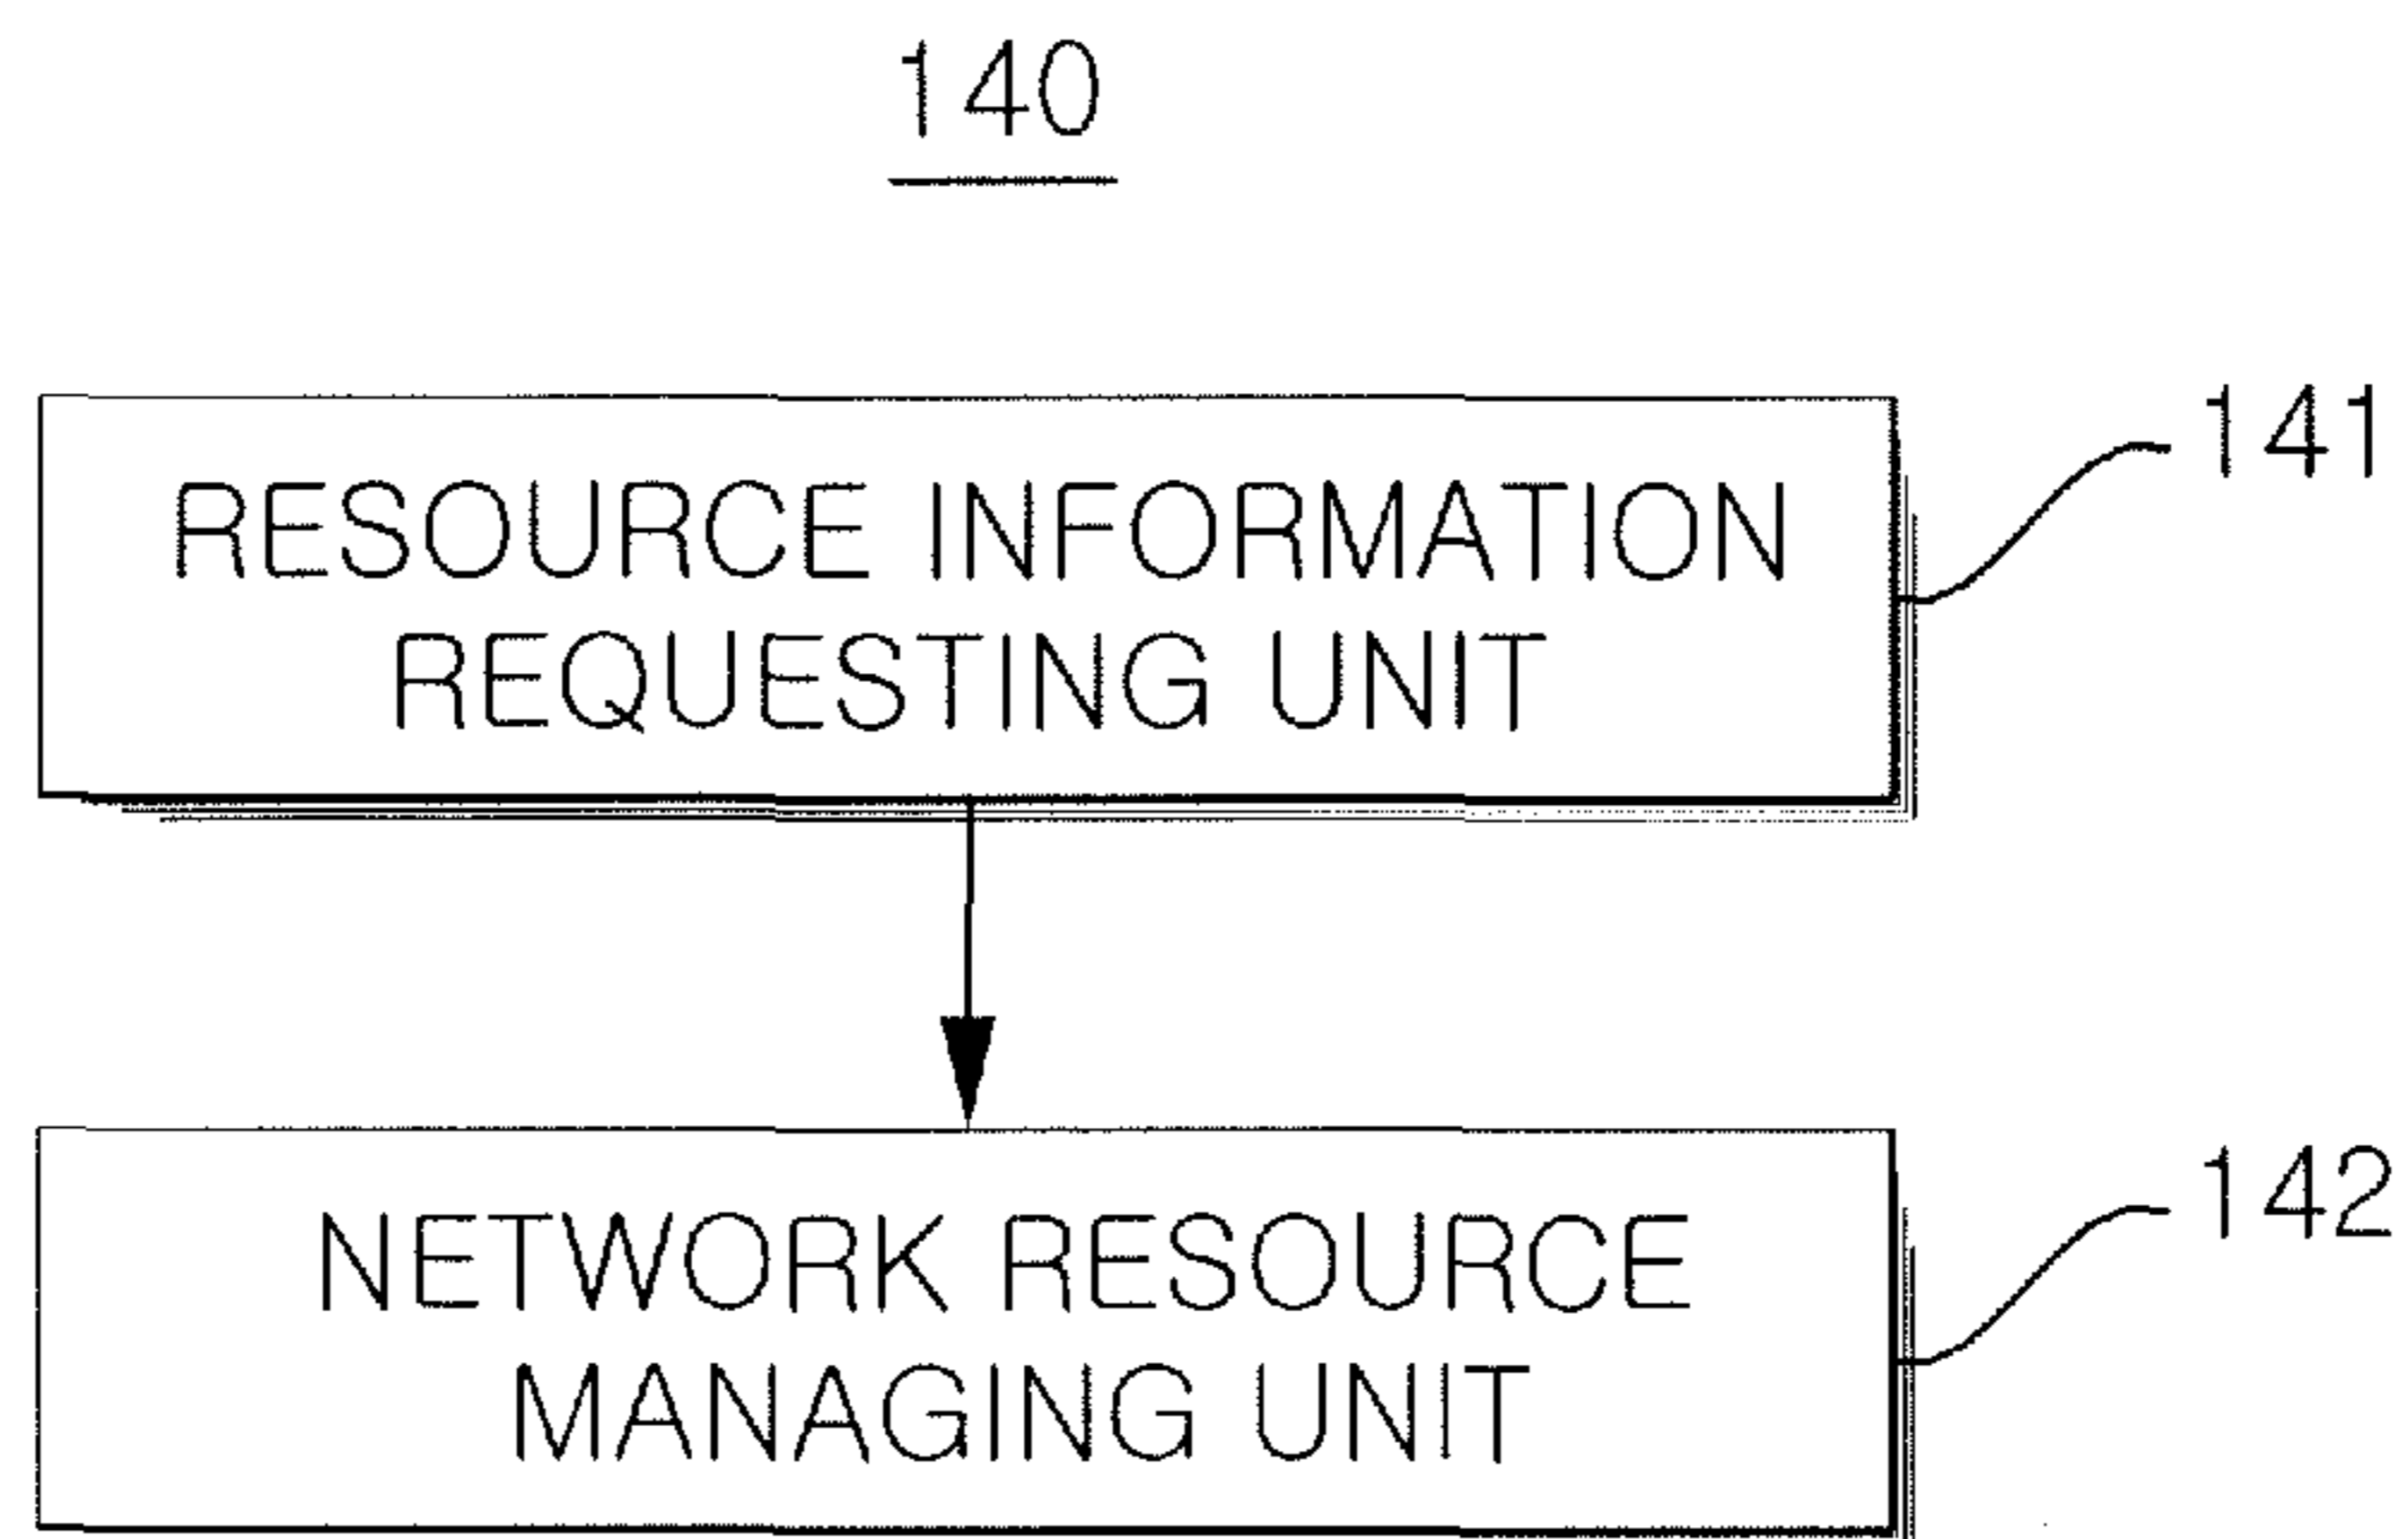 140
RESOURCE INFORMATION
REQUESTING UNIT
141
NETWORK RESOURCE
MANAGING UNIT
142